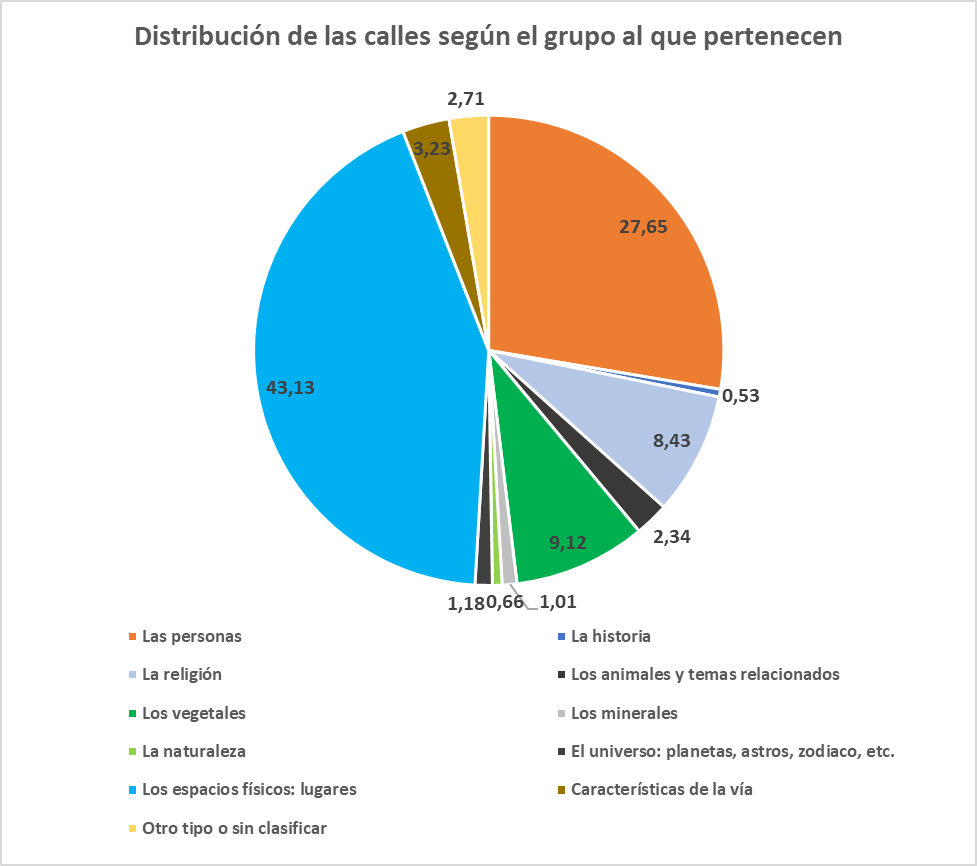 Distribución de las calles según el grupo al que pertenecen
2,71
3,23
27,65
43,13
0,53
8,43
2,34
9,12
1,18
0,66
1,01
Las personas
La historia
La religión
Los animales y temas relacionados
Los vegetales
Los minerales
La naturaleza
El universo: planetas, astros, zodiaco, etc.
Los espacios físicos: lugares
Características de la vía
Otro tipo o sin clasificar